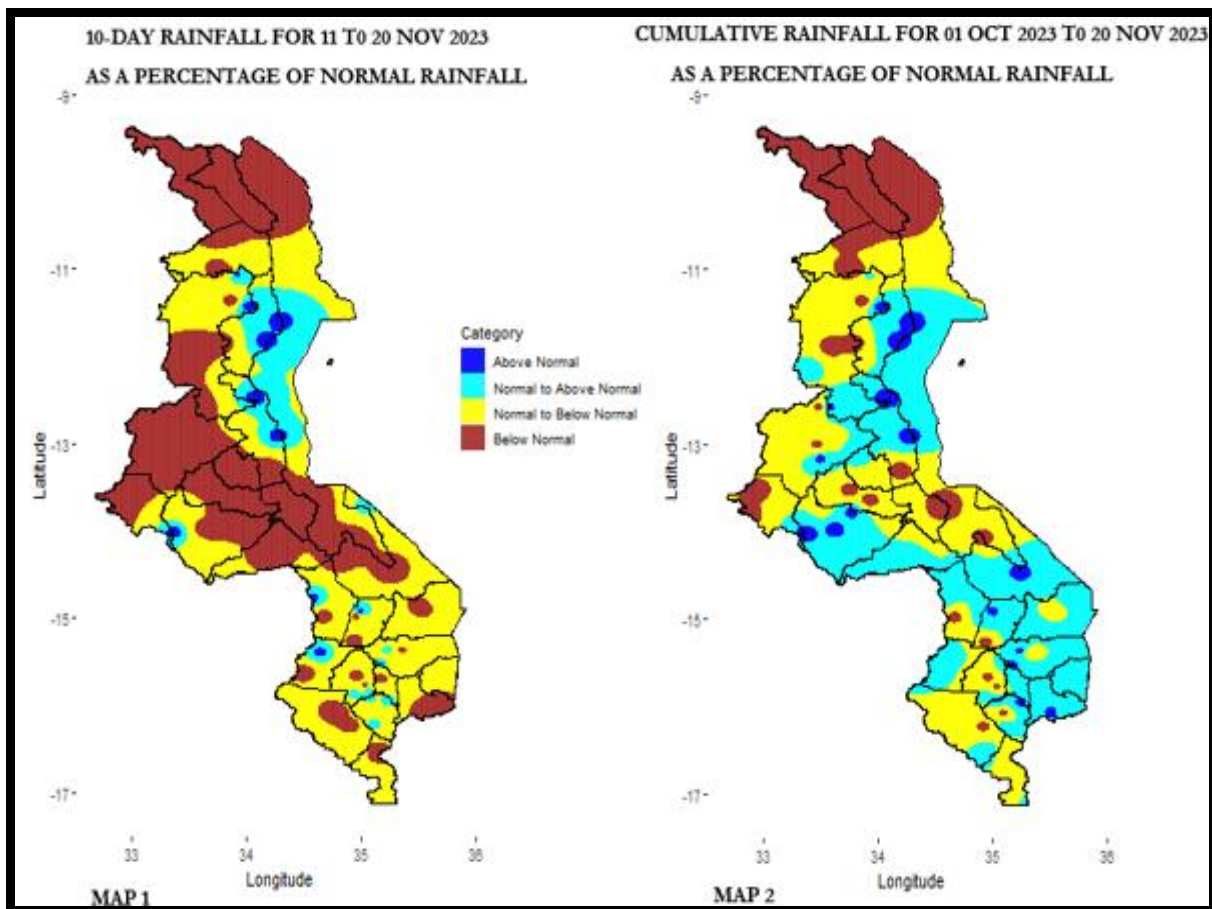 10-DAY RAINFALL FOR 11 T0 20 NOV 2023
AS A PERCENTAGE OF NORMAL RAINFALL
-9
-11
-13
-15
-17
Latitude
33
34
35
36
Longitude
MAP 1
Category
Above Normal
Normal to Above Normal
Normal to Below Normal
Below Normal
CUMULATIVE RAINFALL FOR 01 OCT 2023 T0 20 NOV 2023
AS A PERCENTAGE OF NORMAL RAINFALL
-9
-11
-13
-15
-17
Latitude
33
34
35
36
Longitude
MAP 2